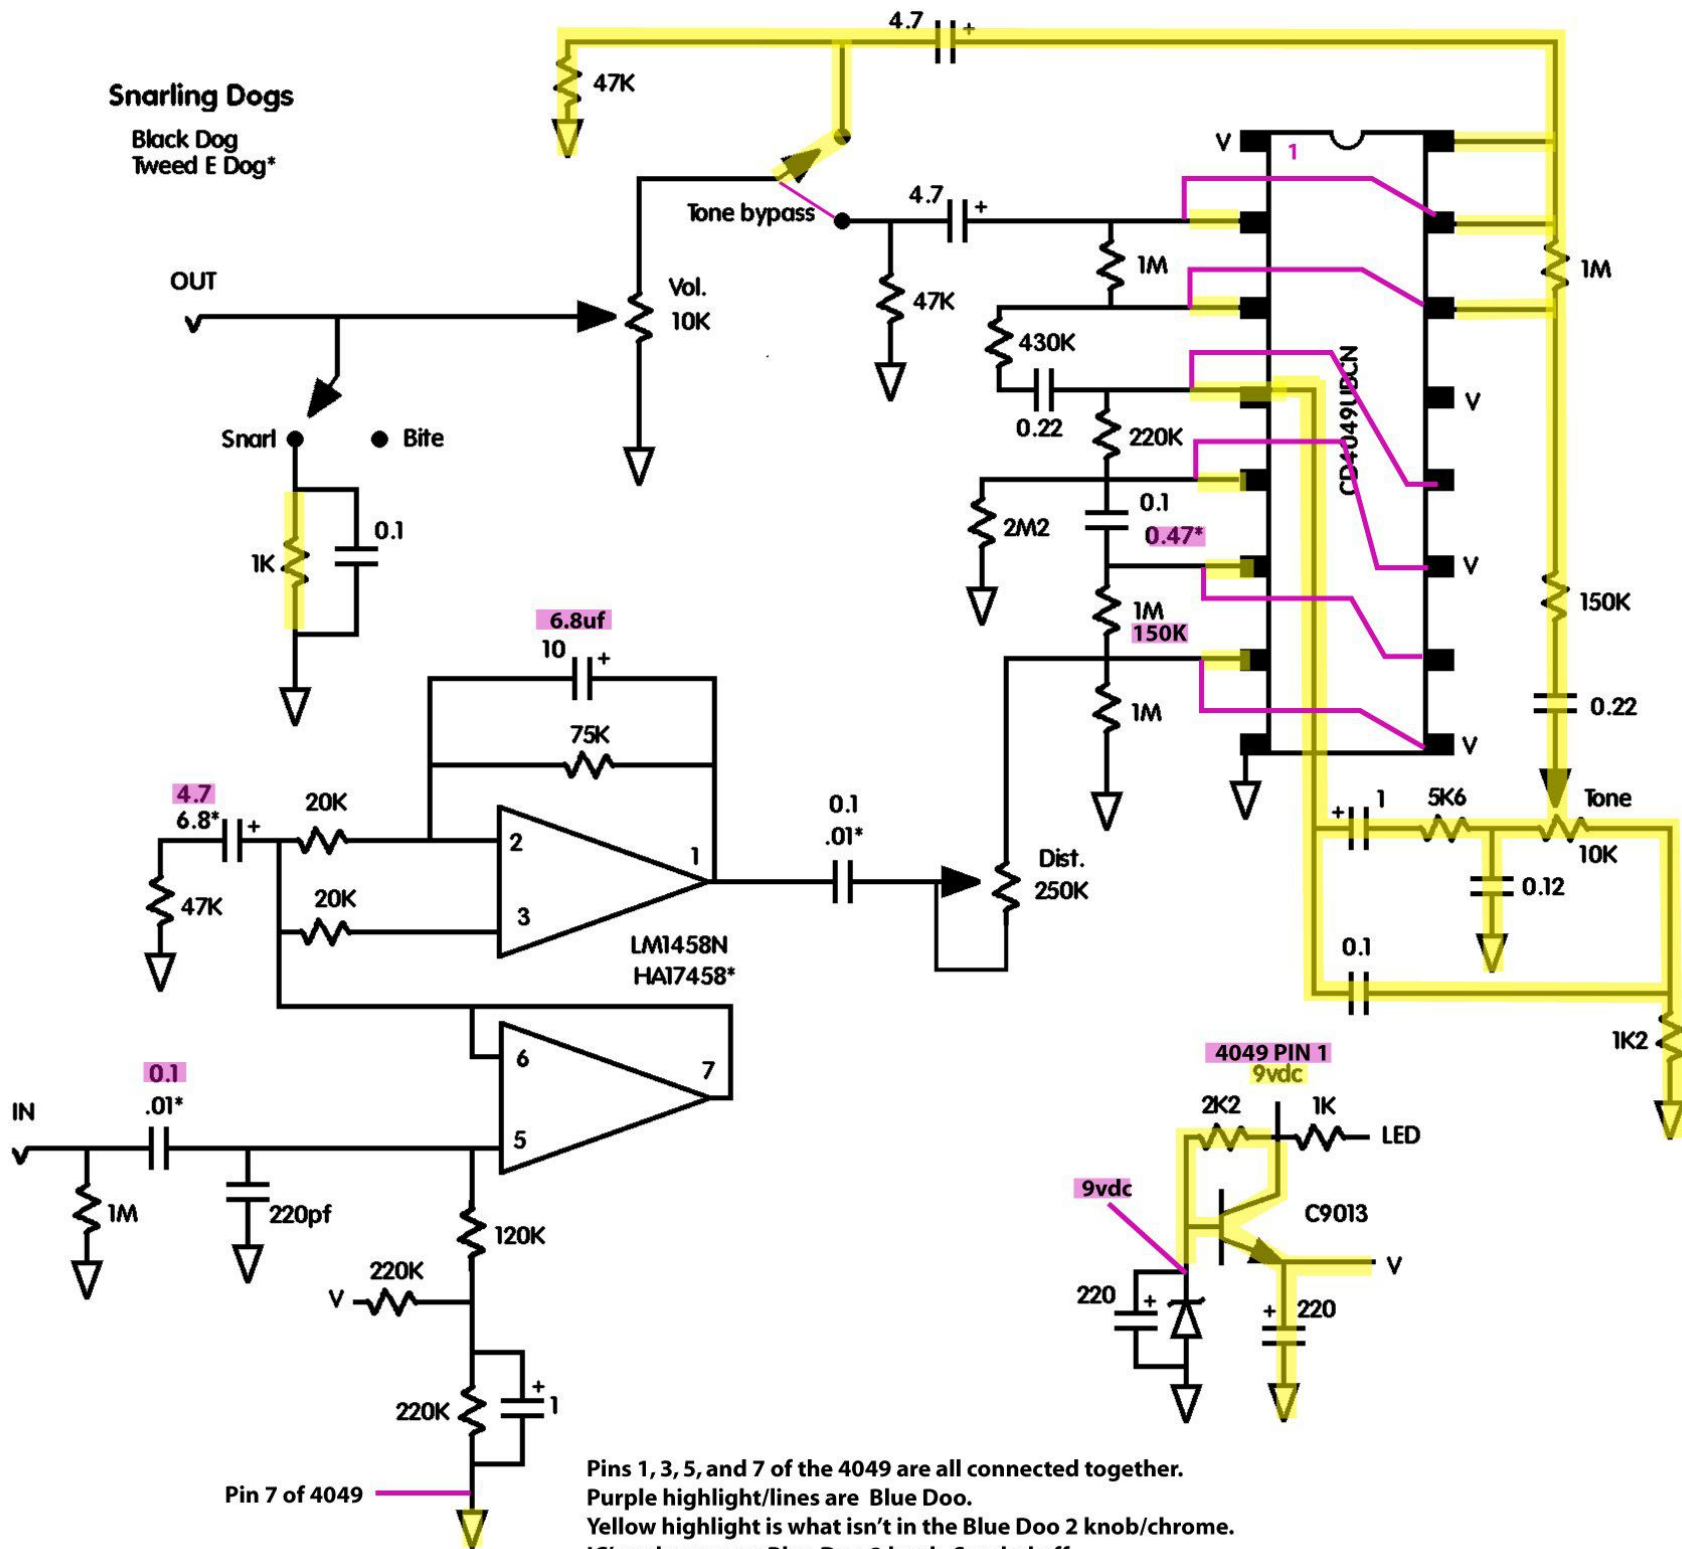 4.7
+
47K
Snarling Dogs
Black Dog
Tweed E Dog*
V
1
4.7
+
Tone bypass
1M
1M
OUT
Vol.
10K
47K
430K
CD4049UBCN
V
0.22
220K
Snarl
Bite
0.1
1K
2M2
0.1
0.47*
V
1M
150K
150K
6.8uf
10
+
1M
0.22
75K
V
4.7
6.8*
+
20K
2
1
0.1
.01*
Dist.
250K
+
1
5K6
Tone
10K
0.12
47K
20K
3
LM1458N
HA17458*
0.1
6
7
1K2
4049 PIN 1
9vdc
2K2
1K
LED
0.1
.01*
IN
5
9vdc
C9013
1M
220pf
120K
V
220K
V
220
+
+
220
220K
+
1
Pin 7 of 4049
Pins 1, 3, 5, and 7 of the 4049 are all connected together.
Purple highlight/lines are Blue Doo.
Yellow highlight is what isn't in the Blue Doo 2 knob/chrome.